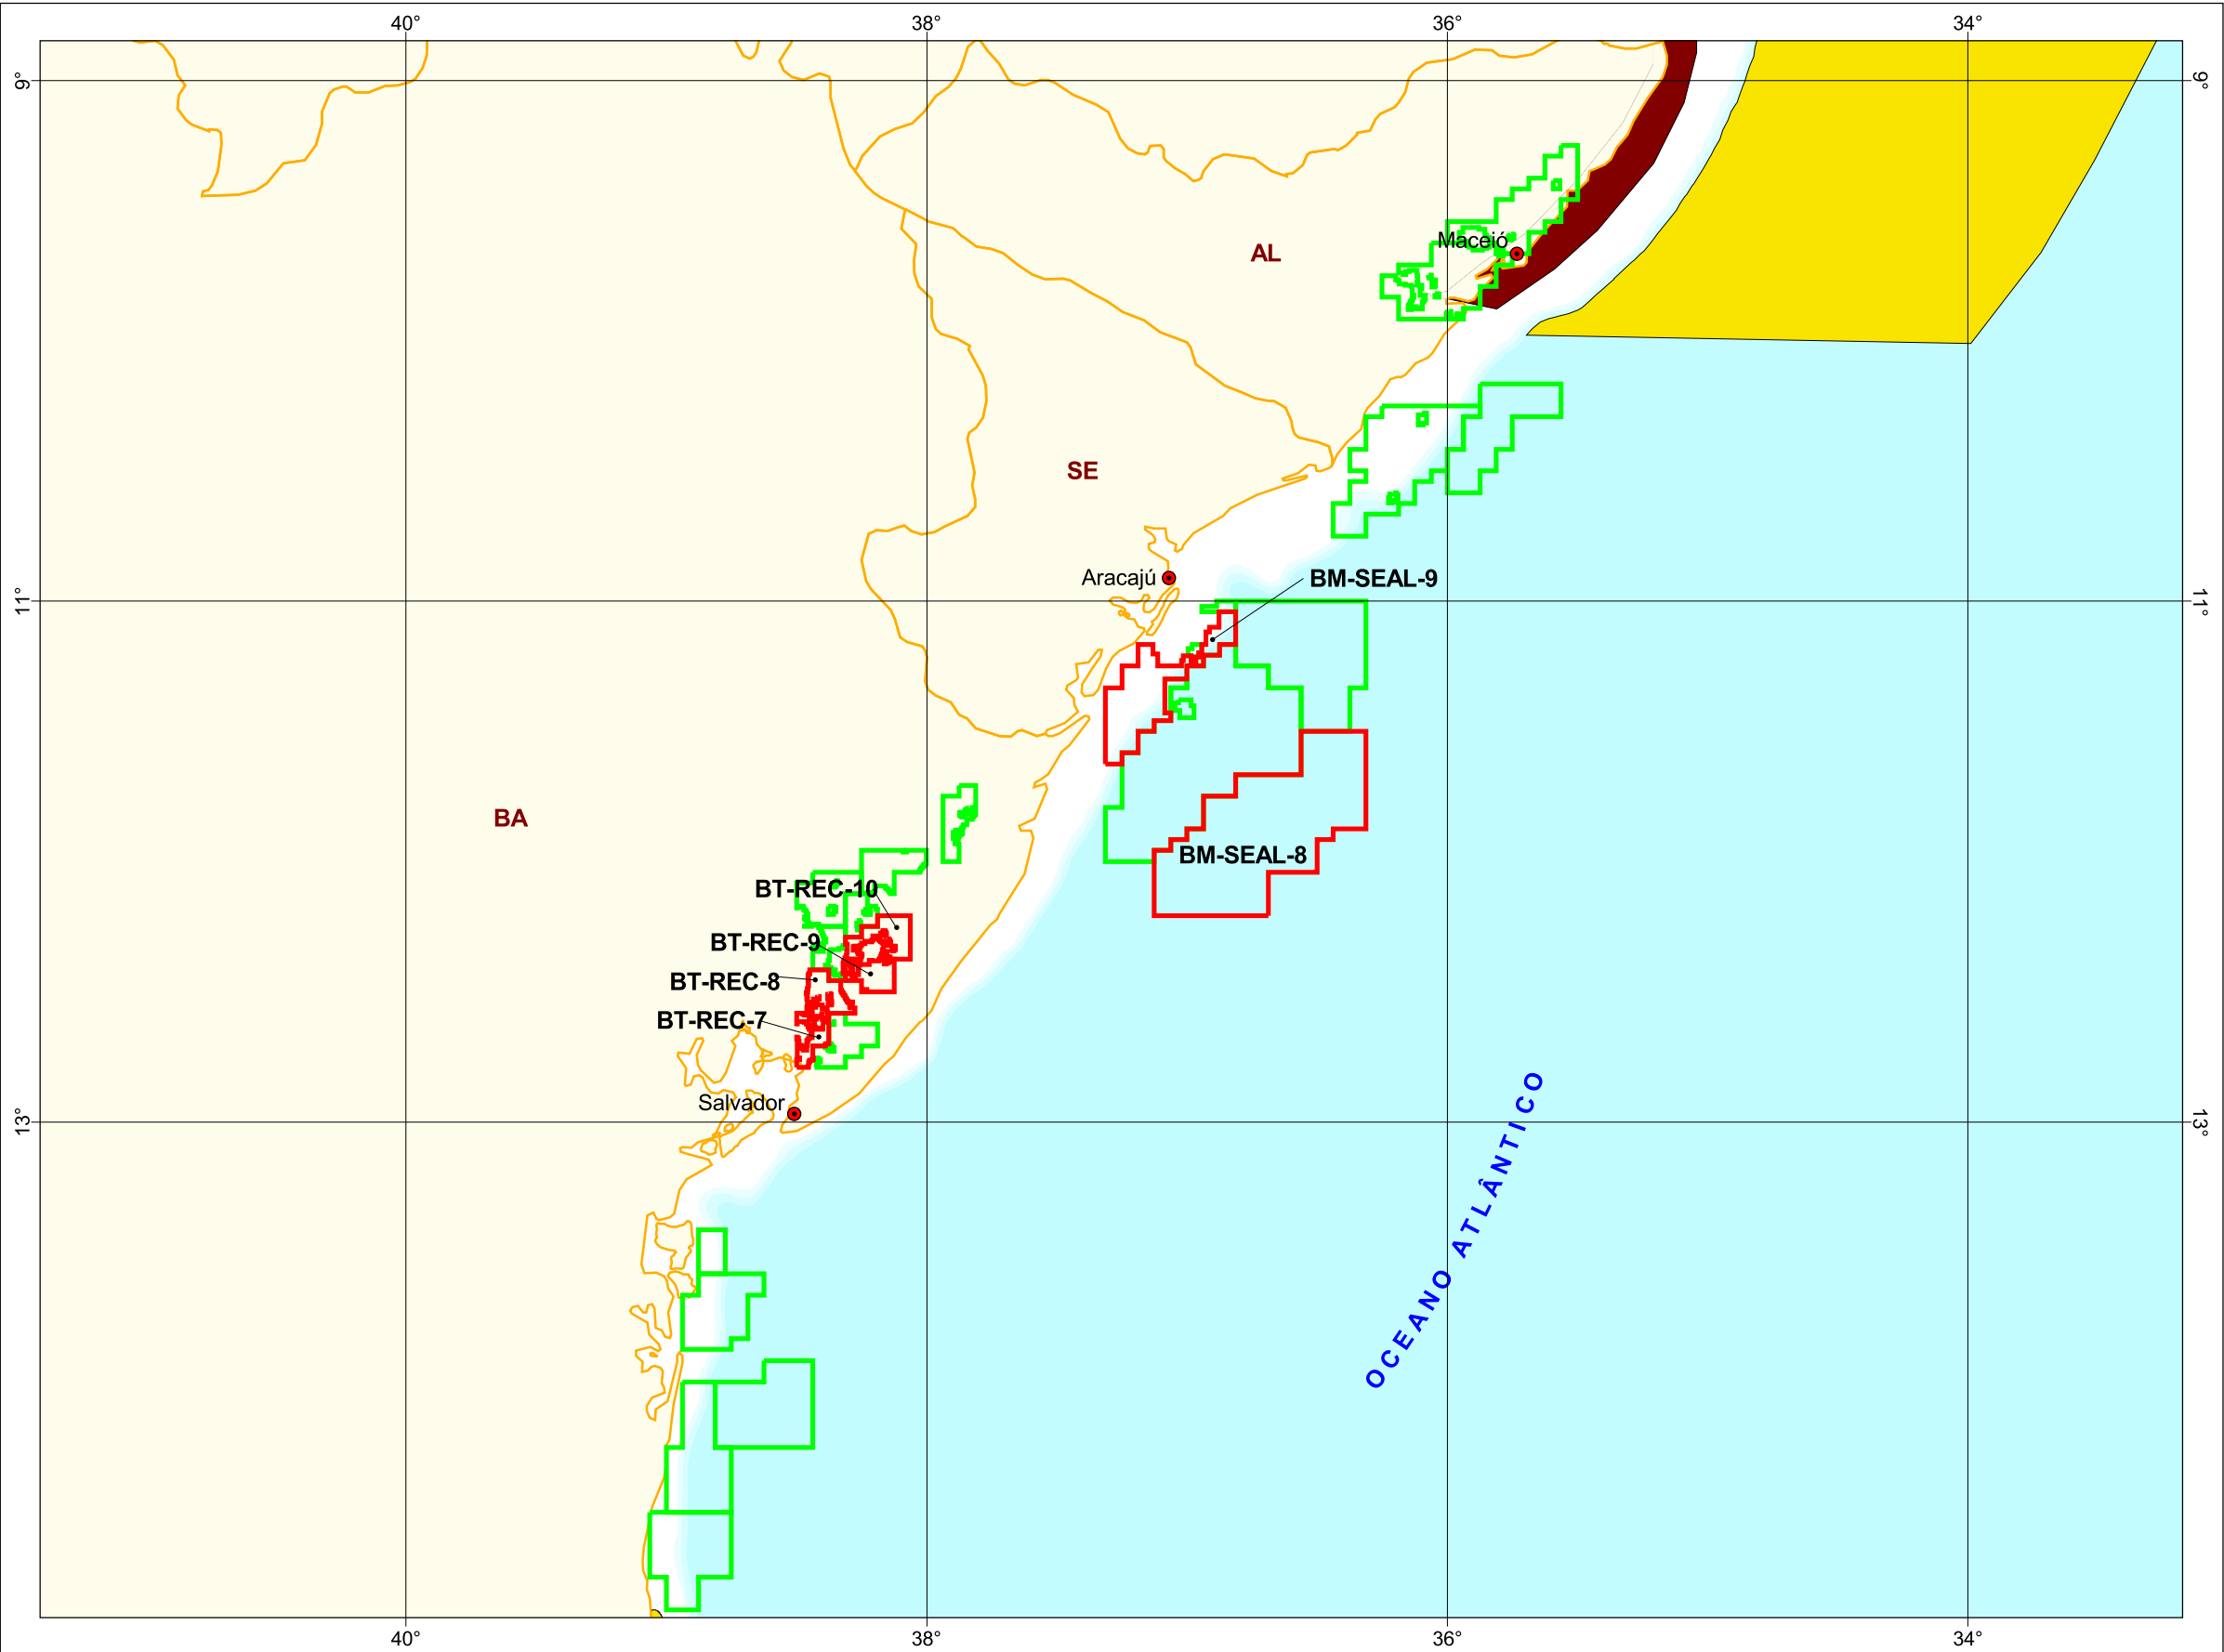 40° 38° 36° 34°
9° 9°
Maceió
AL
SE
Aracajú
BM-SEAL-9
11° 11°
BA
BM-SEAL-8
BT-REC-10
BT-REC-9
BT-REC-8
BT-REC-7
Salvador
13° 13°
OCEANO ATLÂNTICO
40° 38° 36° 34°